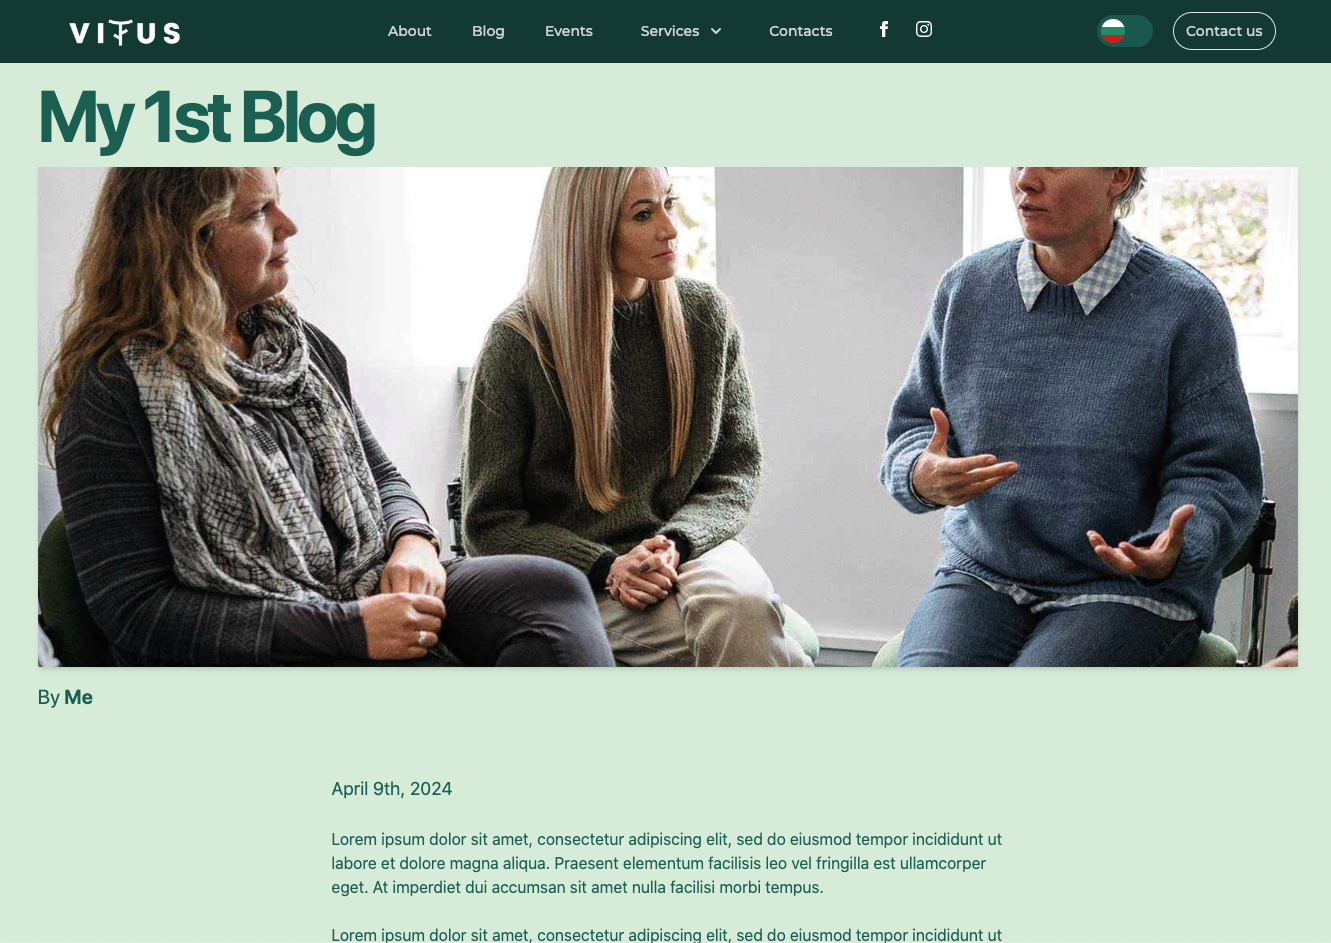 VITUS
About
Blog
Events
Services
Contacts
Contact us
My 1st Blog
By Me
April 9th, 2024
Lorem ipsum dolor sit amet, consectetur adipiscing elit, sed do eiusmod tempor incididunt ut
labore et dolore magna aliqua. Praesent elementum facilisis leo vel fringilla est ullamcorper
eget. At imperdiet dui accumsan sit amet nulla facilisi morbi tempus.
Lorem ipsum dolor sit amet, consectetur adipiscing elit, sed do eiusmod tempor incididunt ut